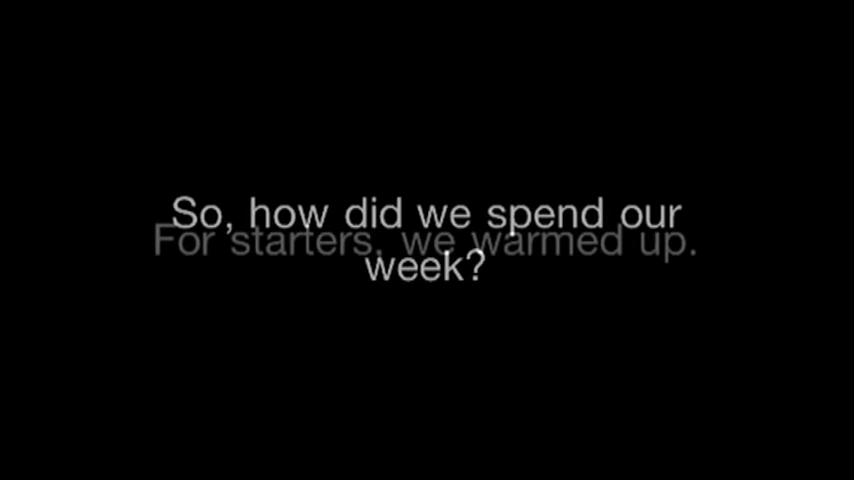 So, how did we spend our
For starters, we warmed up.
week?